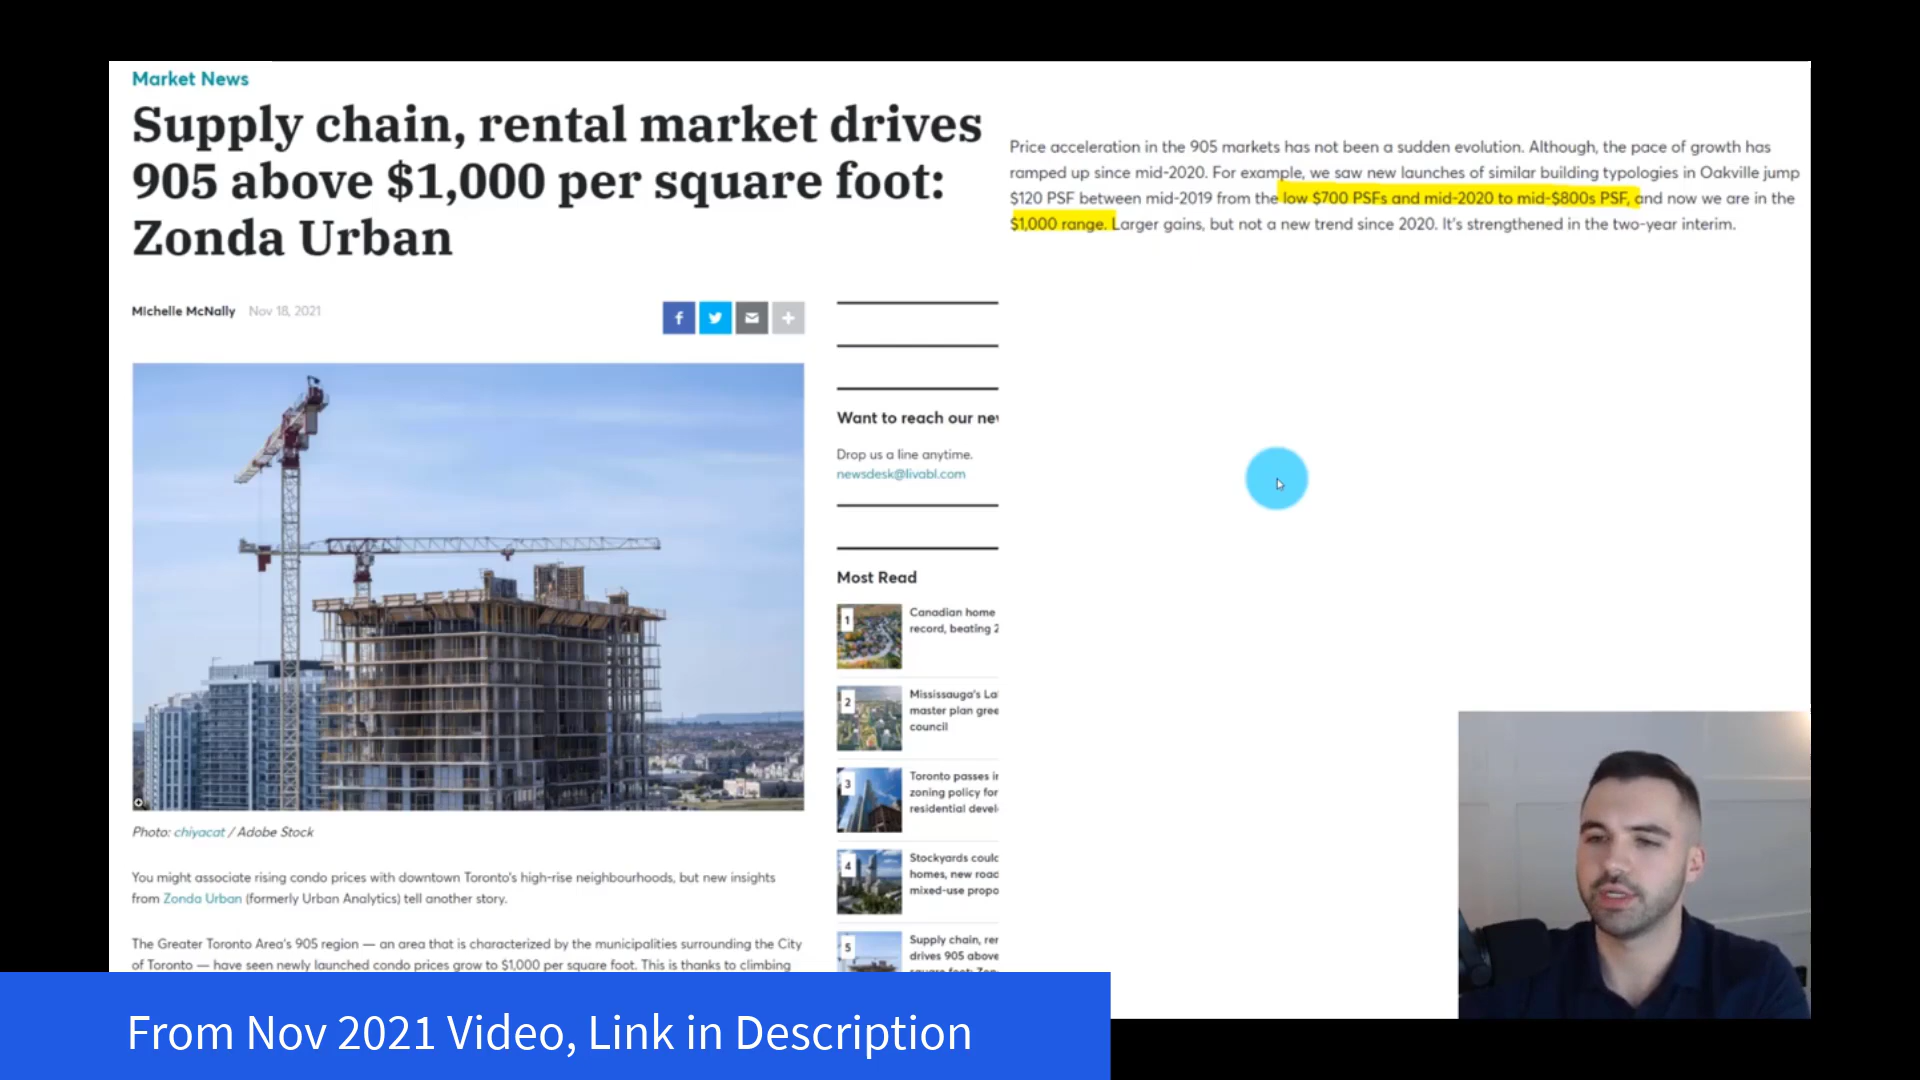 Market News
Supply chain, rental market drives
905 above $1,000 per square foot:
Zonda Urban
Michelle McNally Nov 18, 2021
Photo: chiyacat / Adobe Stock
You might associate rising condo prices with downtown Toronto's high-rise neighbourhoods, but new insights
from Zonda Urban (formerly Urban Analytics) tell another story.
The Greater Toronto Area's 905 region — an area that is characterized by the municipalities surrounding the City
of Toronto — have seen newly launched condo prices grow to $1,000 per square foot. This is thanks to climbing
Want to reach our
Drop us a line anytime.
newsdesk@livabl.com
Most Read
1
Canadian home
record, beating
2
Mississauga's
master plan
council
3
Toronto passes
zoning policy for
residential
4
Stockyards
homes, new
mixed-use
5
Supply chain,
drives 905 above
Price acceleration in the 905 markets has not been a sudden evolution. Although, the pace of growth has
ramped up since mid-2020. For example, we saw new launches of similar building typologies in Oakville jump
$120 PSF between mid-2019 from the low $700 PSFs and mid-2020 to mid-$800s PSF, and now we are in the
$1,000 range. Larger gains, but not a new trend since 2020. It's strengthened in the two-year interim.
From Nov 2021 Video, Link in Description